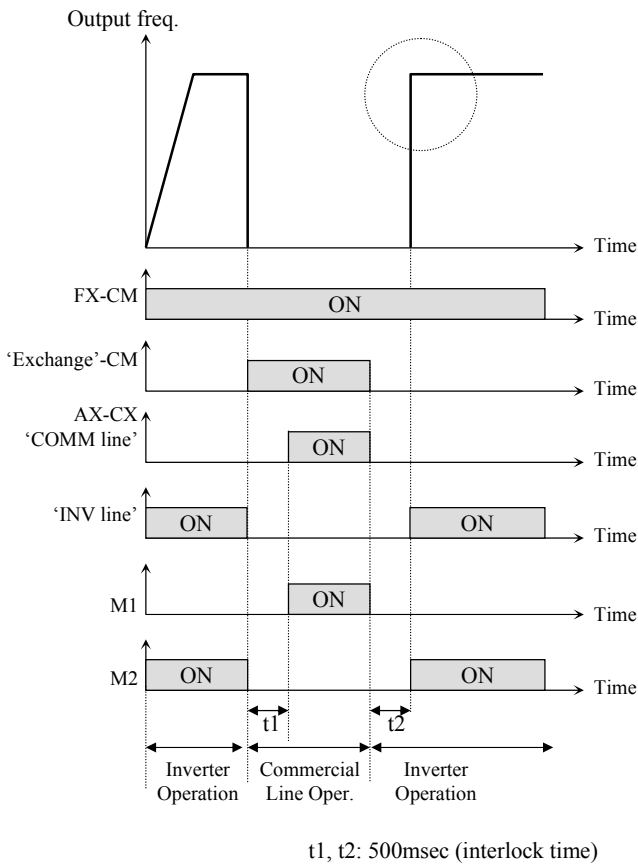 Output freq.
Time
FX-CM
ON
Time
‘Exchange’-CM
ON
Time
AX-CX
‘COMM line’
ON
Time
‘INV line’
ON
ON
Time
M1
ON
Time
M2
ON
ON
Time
t1
t2
Inverter
Operation
Commercial
Line Oper.
Inverter
Operation
t1, t2: 500msec (interlock time)